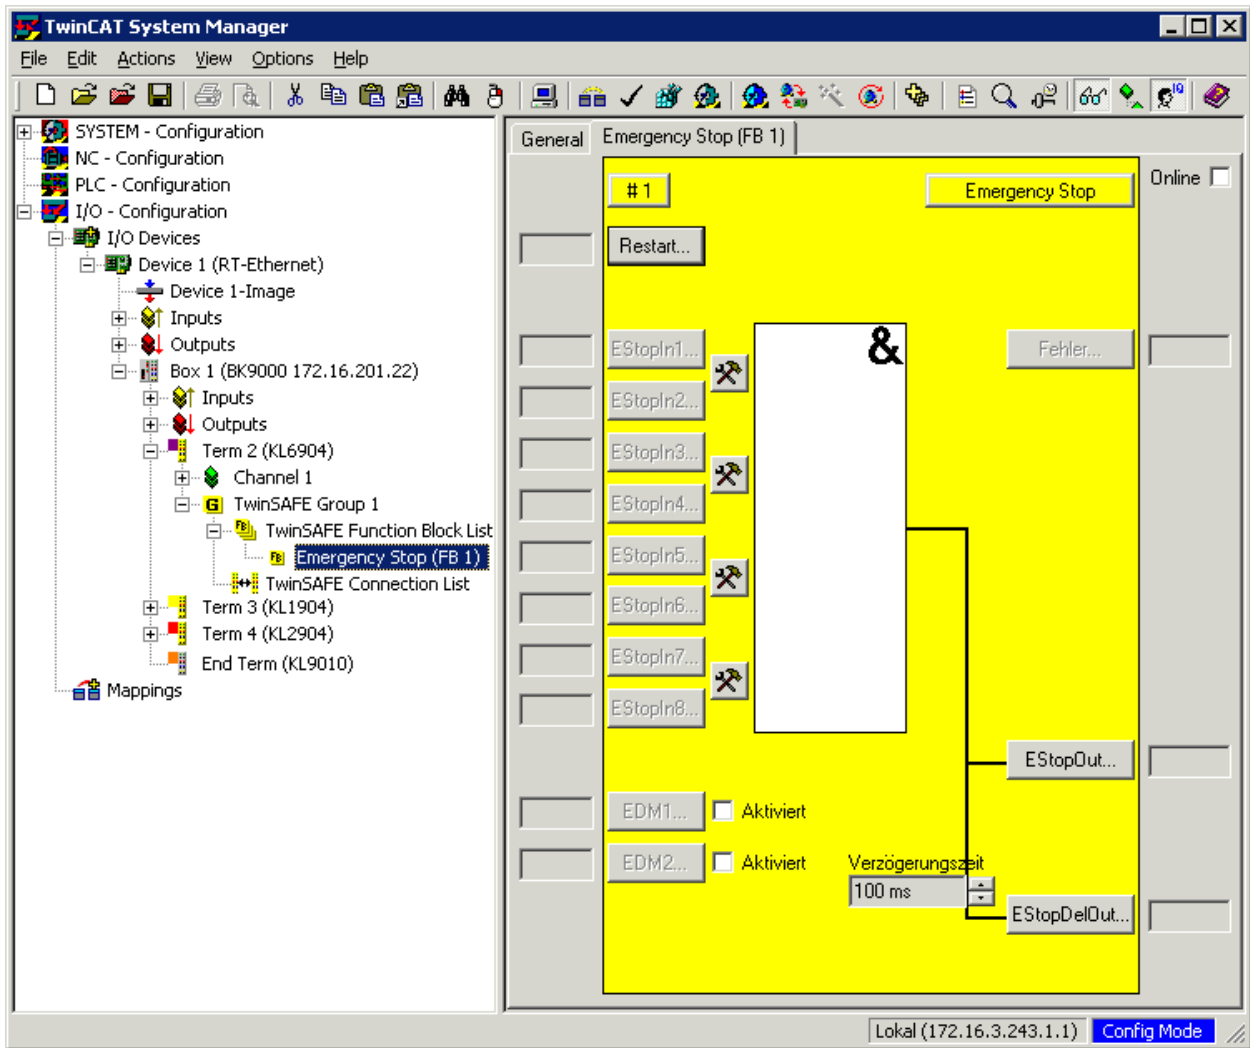 TwinCAT System Manager
File Edit Actions View Options Help
SYSTEM - Configuration
NC - Configuration
PLC - Configuration
I/O - Configuration
I/O Devices
Device 1 (RT-Ethernet)
Device 1-Image
Inputs
Outputs
Box 1 (BK9000 172.16.201.22)
Inputs
Outputs
Term 2 (KL6904)
Channel 1
G TwinSAFE Group 1
FB TwinSAFE Function Block List
FB Emergency Stop (FB 1)
TwinSAFE Connection List
Term 3 (KL1904)
Term 4 (KL2904)
End Term (KL9010)
Mappings
General Emergency Stop (FB 1)
# 1 Emergency Stop Online
Restart...
&
EStopIn1... Fehler...
EStopIn2...
EStopIn3...
EStopIn4...
EStopIn5...
EStopIn6...
EStopIn7...
EStopIn8...
EStopOut...
EDM1... Aktiviert
EDM2... Aktiviert Verzögerungszeit
100 ms
EStopDelOut...
Lokal (172.16.3.243.1.1) Config Mode